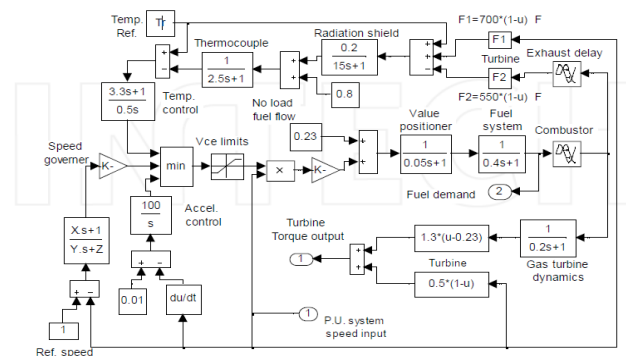 Temp.
Ref.
Tr
Radiation shield
F1=700*(1-u) F
F1
Thermocouple
0.2
15s+1
Turbine
Exhaust delay
1
2.5s+1
F2
3.3s+1
0.5s
Temp.
control
No load
fuel flow
0.6
F2=550*(1-u) F
Value
positioner
Fuel
system
Combustor
Speed
governer
Vce limits
0.23
K-
min
×
K-
1
0.05s+1
1
0.4s+1
Fuel demand
2
X.s+1
Y.s+Z
100
s
Accel.
control
Turbine
Torque output
1
1.3*(u-0.23)
1
0.2s+1
Turbine
Gas turbine
dynamics
0.5*(1-u)
0.01
du/dt
1
Ref. speed
1
P.U. system
speed input
INTECH